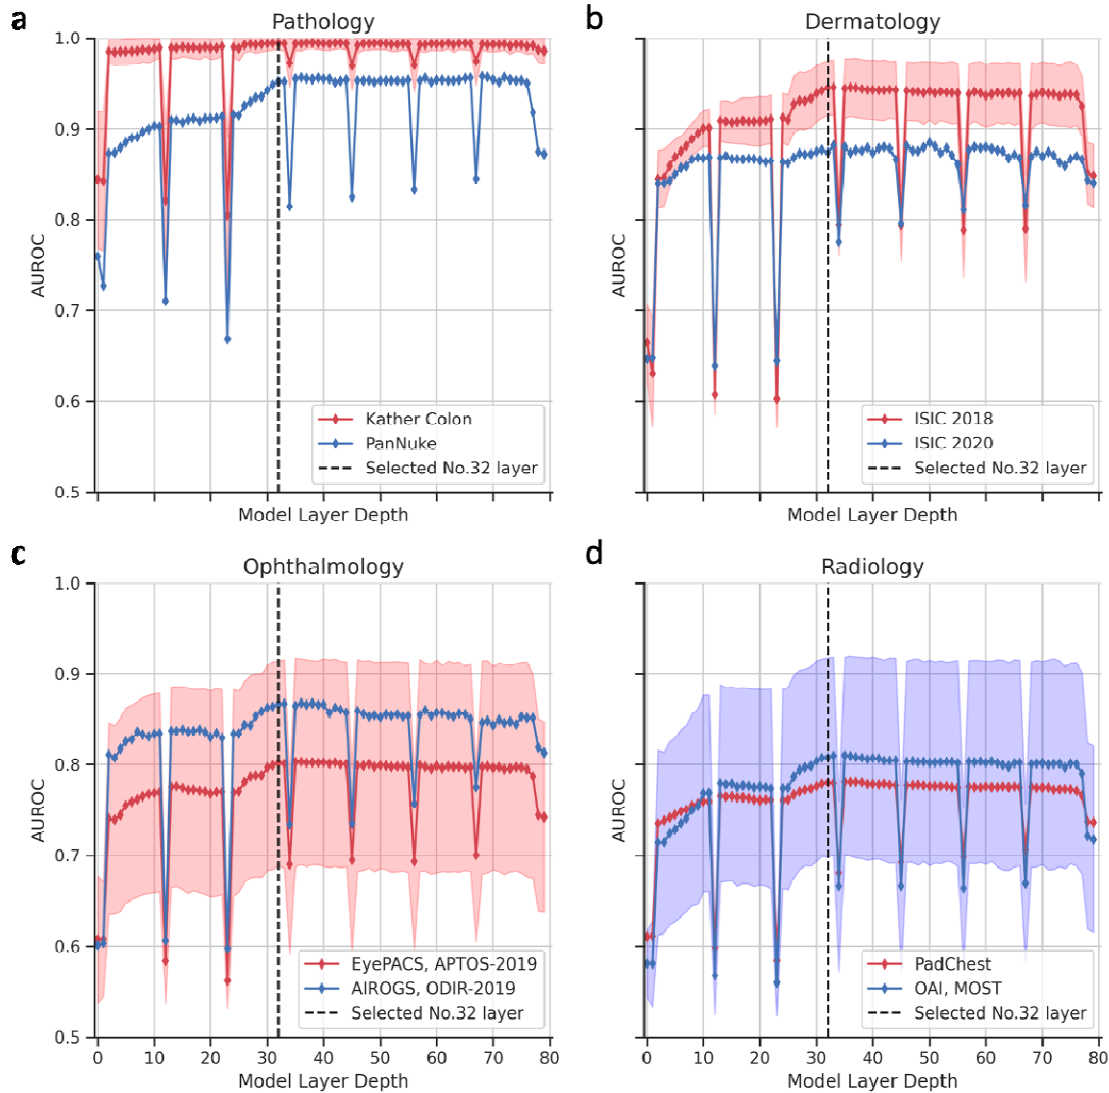 a
Pathology
1.0
0.9
0.8
0.7
0.6
0.5
AUROC
Kather Colon
PanNuke
Selected No.32 layer
Model Layer Depth
b
Dermatology
AUROC
ISIC 2018
ISIC 2020
Selected No.32 layer
Model Layer Depth
c
Ophthalmology
1.0
0.9
0.8
0.7
0.6
0.5
AUROC
EyePACS, APTOS-2019
AIROGS, ODIR-2019
Selected No.32 layer
0 10 20 30 40 50 60 70 80
Model Layer Depth
d
Radiology
AUROC
PadChest
OAI, MOST
Selected No.32 layer
0 10 20 30 40 50 60 70 80
Model Layer Depth